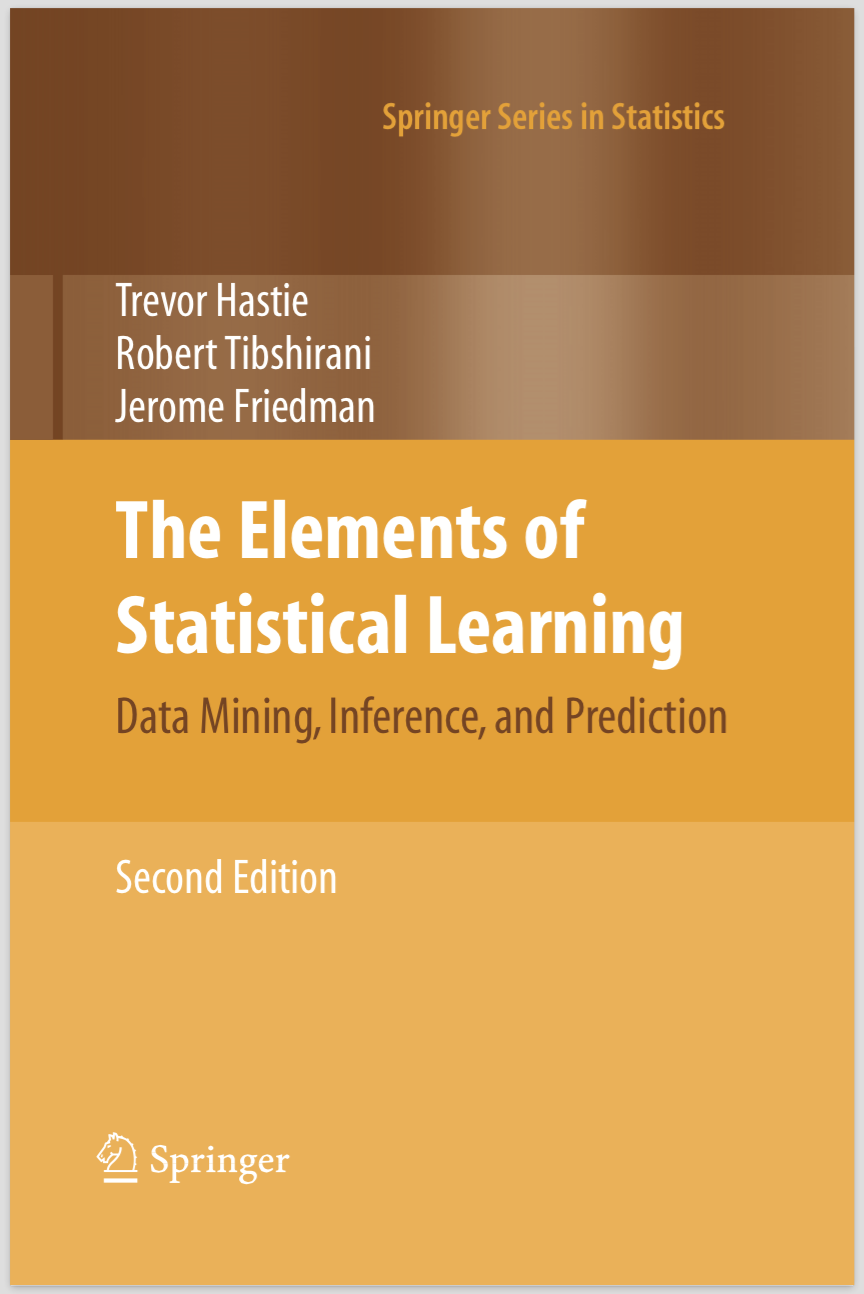 Springer Series in Statistics
Trevor Hastie
Robert Tibshirani
Jerome Friedman
The Elements of
Statistical Learning
Data Mining, Inference, and Prediction
Second Edition
Springer